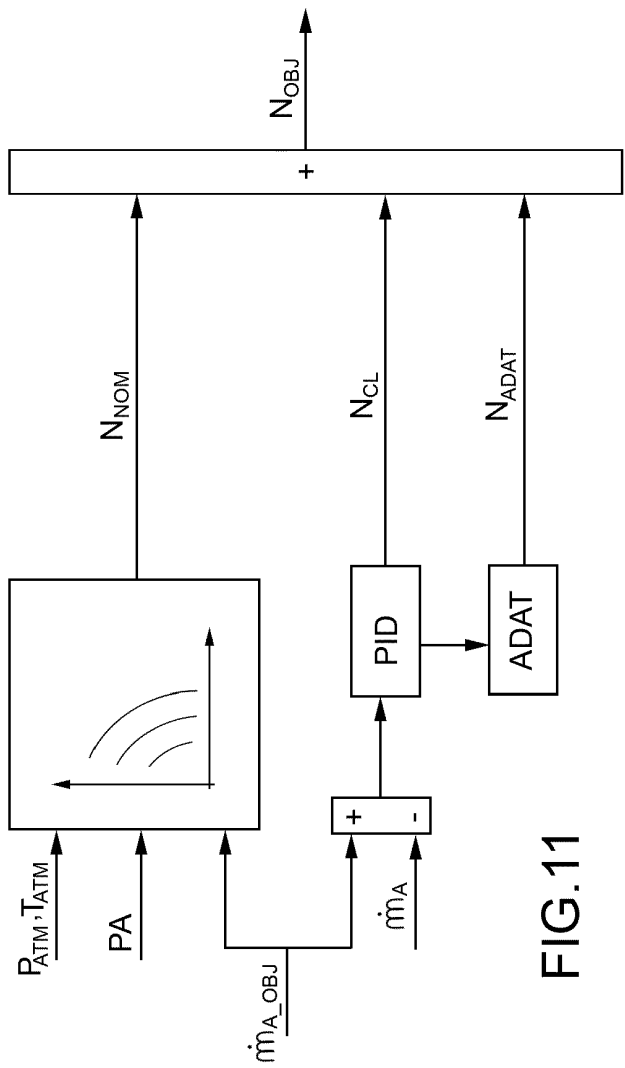 P_ATM, T_ATM
PA
ṁ_A_OBJ
ṁ_A
+
-
PID
ADAT
N_NOM
N_CL
N_ADAT
+
N_OBJ
FIG.11